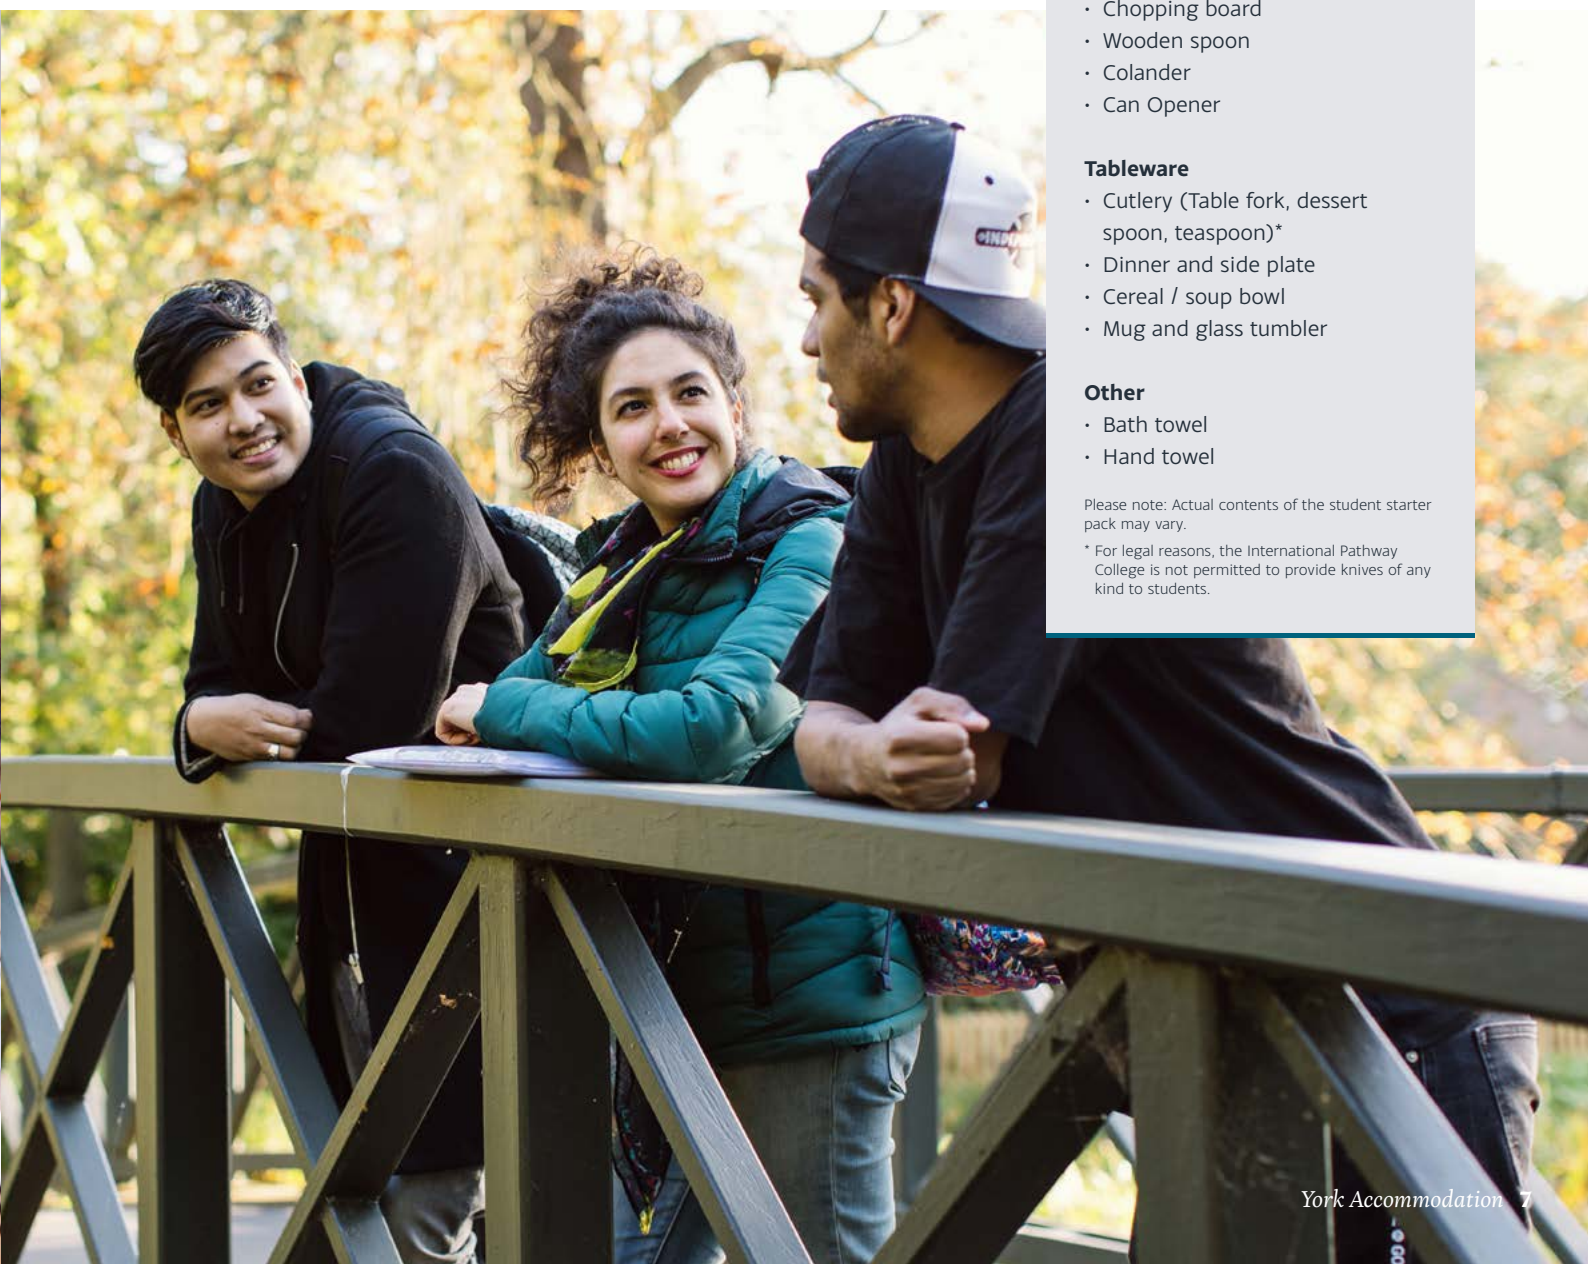 • Chopping board
• Wooden spoon
• Colander
• Can Opener
Tableware
• Cutlery (Table fork, dessert
spoon, teaspoon)*
• Dinner and side plate
• Cereal / soup bowl
• Mug and glass tumbler
Other
• Bath towel
• Hand towel
Please note: Actual contents of the student starter
pack may vary.
* For legal reasons, the International Pathway
College is not permitted to provide knives of any
kind to students.
York Accommodation 7